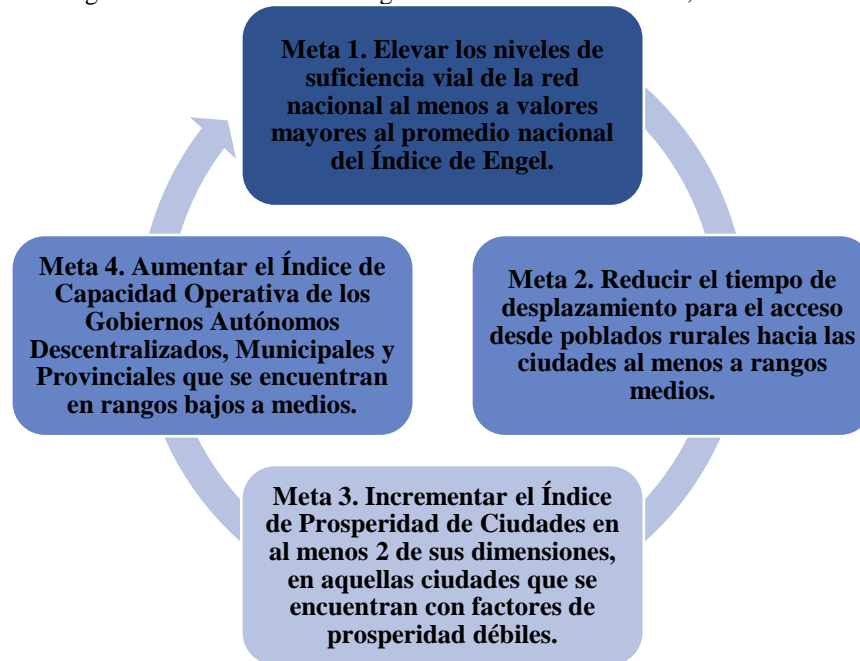 Meta 1. Elevar los niveles de
suficiencia vial de la red
nacional al menos a valores
mayores al promedio nacional
del Índice de Engel.
Meta 2. Reducir el tiempo de
desplazamiento para el acceso
desde poblados rurales hacia las
ciudades al menos a rangos
medios.
Meta 3. Incrementar el Índice
de Prosperidad de Ciudades en
al menos 2 de sus dimensiones,
en aquellas ciudades que se
encuentran con factores de
prosperidad débiles.
Meta 4. Aumentar el Índice de
Capacidad Operativa de los
Gobiernos Autónomos
Descentralizados, Municipales y
Provinciales que se encuentran
en rangos bajos a medios.